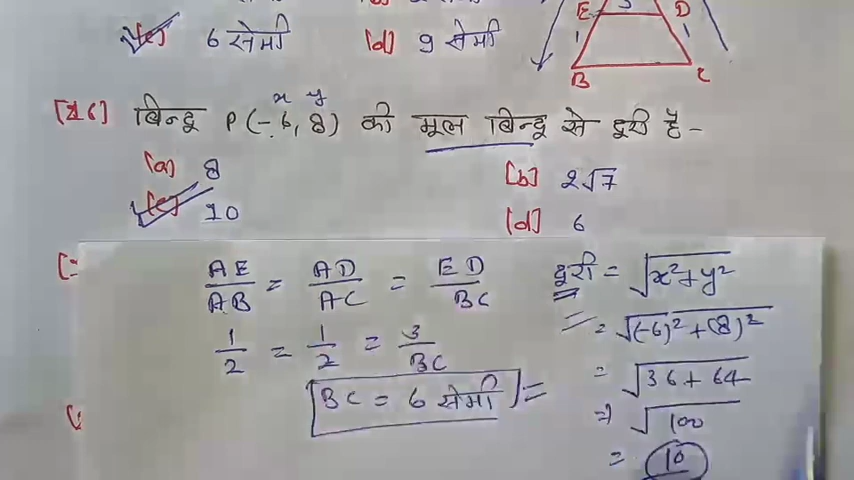 (c) 6 सेमी (d) 9 सेमी
E 3 D
1 1
B C
x y
बिन्दु P(-6, 8) की मूल बिन्दु से दूरी है -
(a) 8 (b) 2√7
(c) 10 (d) 6
AE/AB = AD/AC = ED/BC
1/2 = 1/2 = 3/BC
BC = 6 सेमी
दूरी = √x²+y²
= √(-6)²+(8)²
= √36+64
⇒ √100
= 10